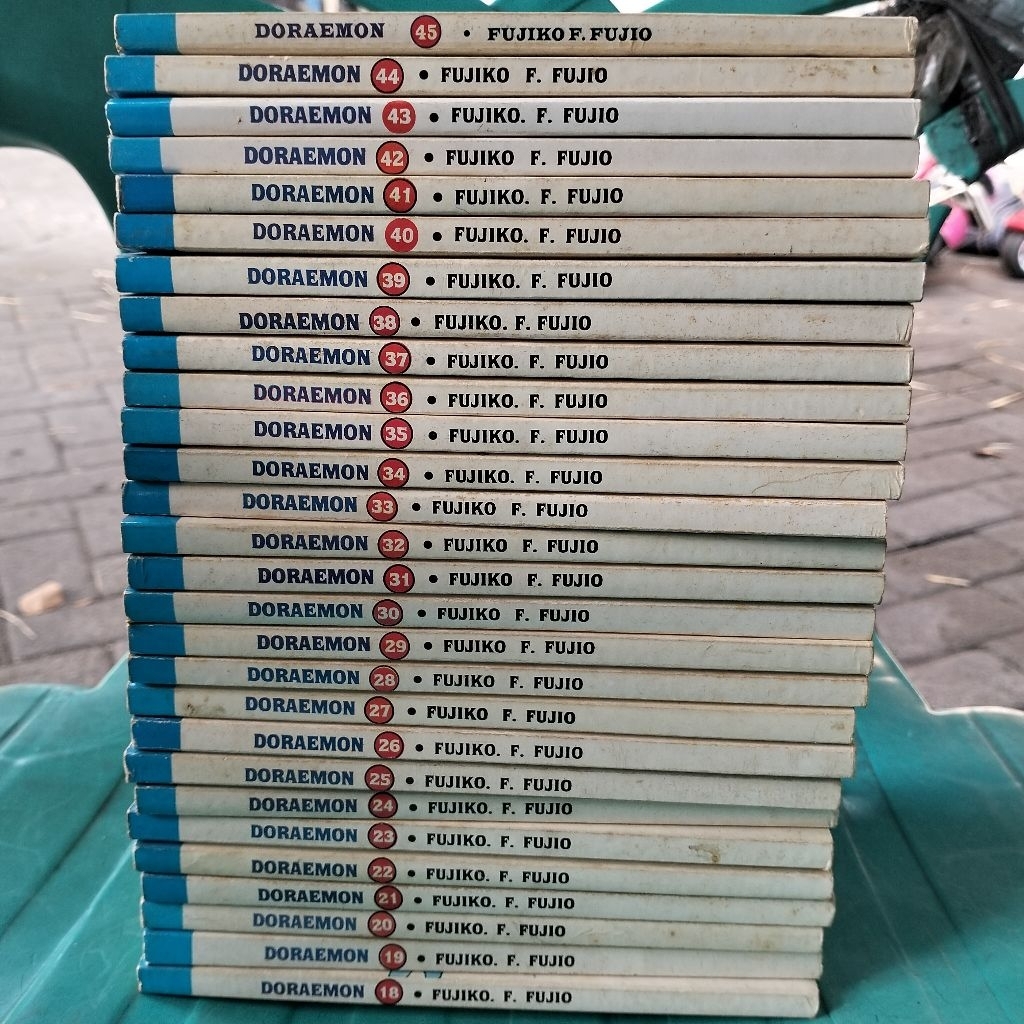 DORAEMON 45 • FUJIKO F. FUJIO
DORAEMON 44 • FUJIKO F. FUJIO
DORAEMON 43 • FUJIKO. F. FUJIO
DORAEMON 42 • FUJIKO F. FUJIO
DORAEMON 41 • FUJIKO. F. FUJIO
DORAEMON 40 • FUJIKO. F. FUJIO
DORAEMON 39 • FUJIKO. F. FUJIO
DORAEMON 38 • FUJIKO. F. FUJIO
DORAEMON 37 • FUJIKO. F. FUJIO
DORAEMON 36 • FUJIKO. F. FUJIO
DORAEMON 35 • FUJIKO. F. FUJIO
DORAEMON 34 • FUJIKO. F. FUJIO
DORAEMON 33 • FUJIKO F. FUJIO
DORAEMON 32 • FUJIKO F. FUJIO
DORAEMON 31 • FUJIKO F. FUJIO
DORAEMON 30 • FUJIKO F. FUJIO
DORAEMON 29 • FUJIKO F. FUJIO
DORAEMON 28 • FUJIKO F. FUJIO
DORAEMON 27 • FUJIKO F. FUJIO
DORAEMON 26 • FUJIKO. F. FUJIO
DORAEMON 25 • FUJIKO. F. FUJIO
DORAEMON 24 • FUJIKO. F. FUJIO
DORAEMON 23 • FUJIKO. F. FUJIO
DORAEMON 22 • FUJIKO. F. FUJIO
DORAEMON 21 • FUJIKO. F. FUJIO
DORAEMON 20 • FUJIKO. F. FUJIO
DORAEMON 19 • FUJIKO. F. FUJIO
DORAEMON 18 • FUJIKO. F. FUJIO